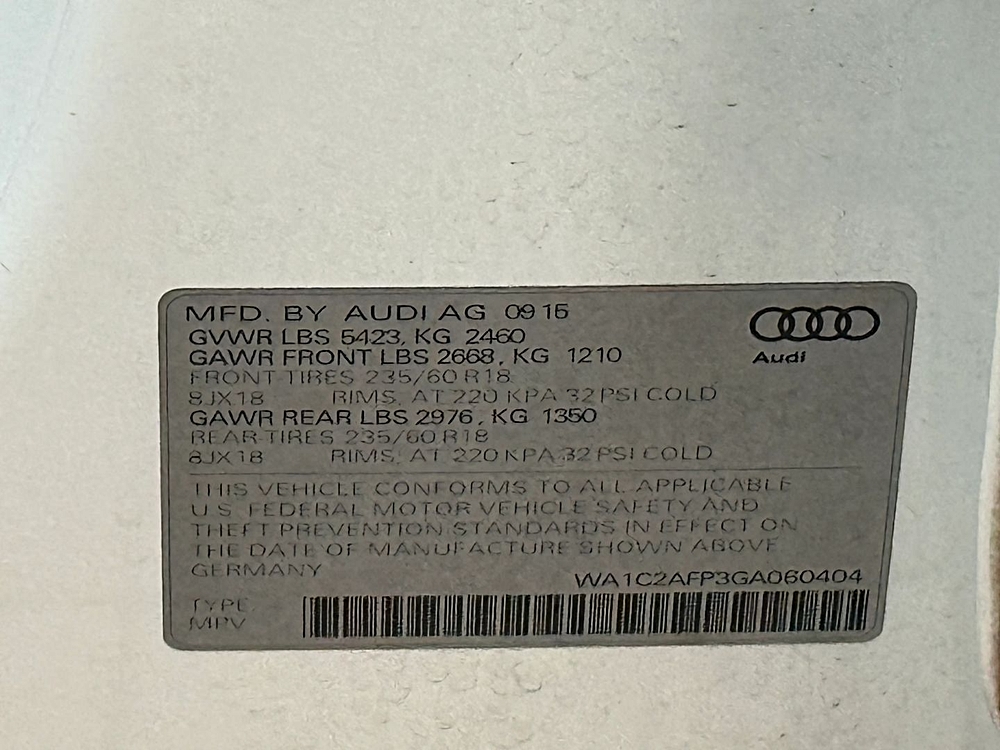 MFD. BY AUDI AG 09 15
GVWR LBS 5423, KG 2460
GAWR FRONT LBS 2668, KG 1210
FRONT TIRES 235/60 R18
8JX18 RIMS, AT 220 KPA 32 PSI COLD
GAWR REAR LBS 2976, KG 1350
REAR TIRES 235/60 R18
8JX18 RIMS, AT 220 KPA 32 PSI COLD
Audi
THIS VEHICLE CONFORMS TO ALL APPLICABLE
U.S. FEDERAL MOTOR VEHICLE SAFETY AND
THEFT PREVENTION STANDARDS IN EFFECT ON
THE DATE OF MANUFACTURE SHOWN ABOVE
GERMANY
WA1C2AFP3GA060404
TYPE
MPV